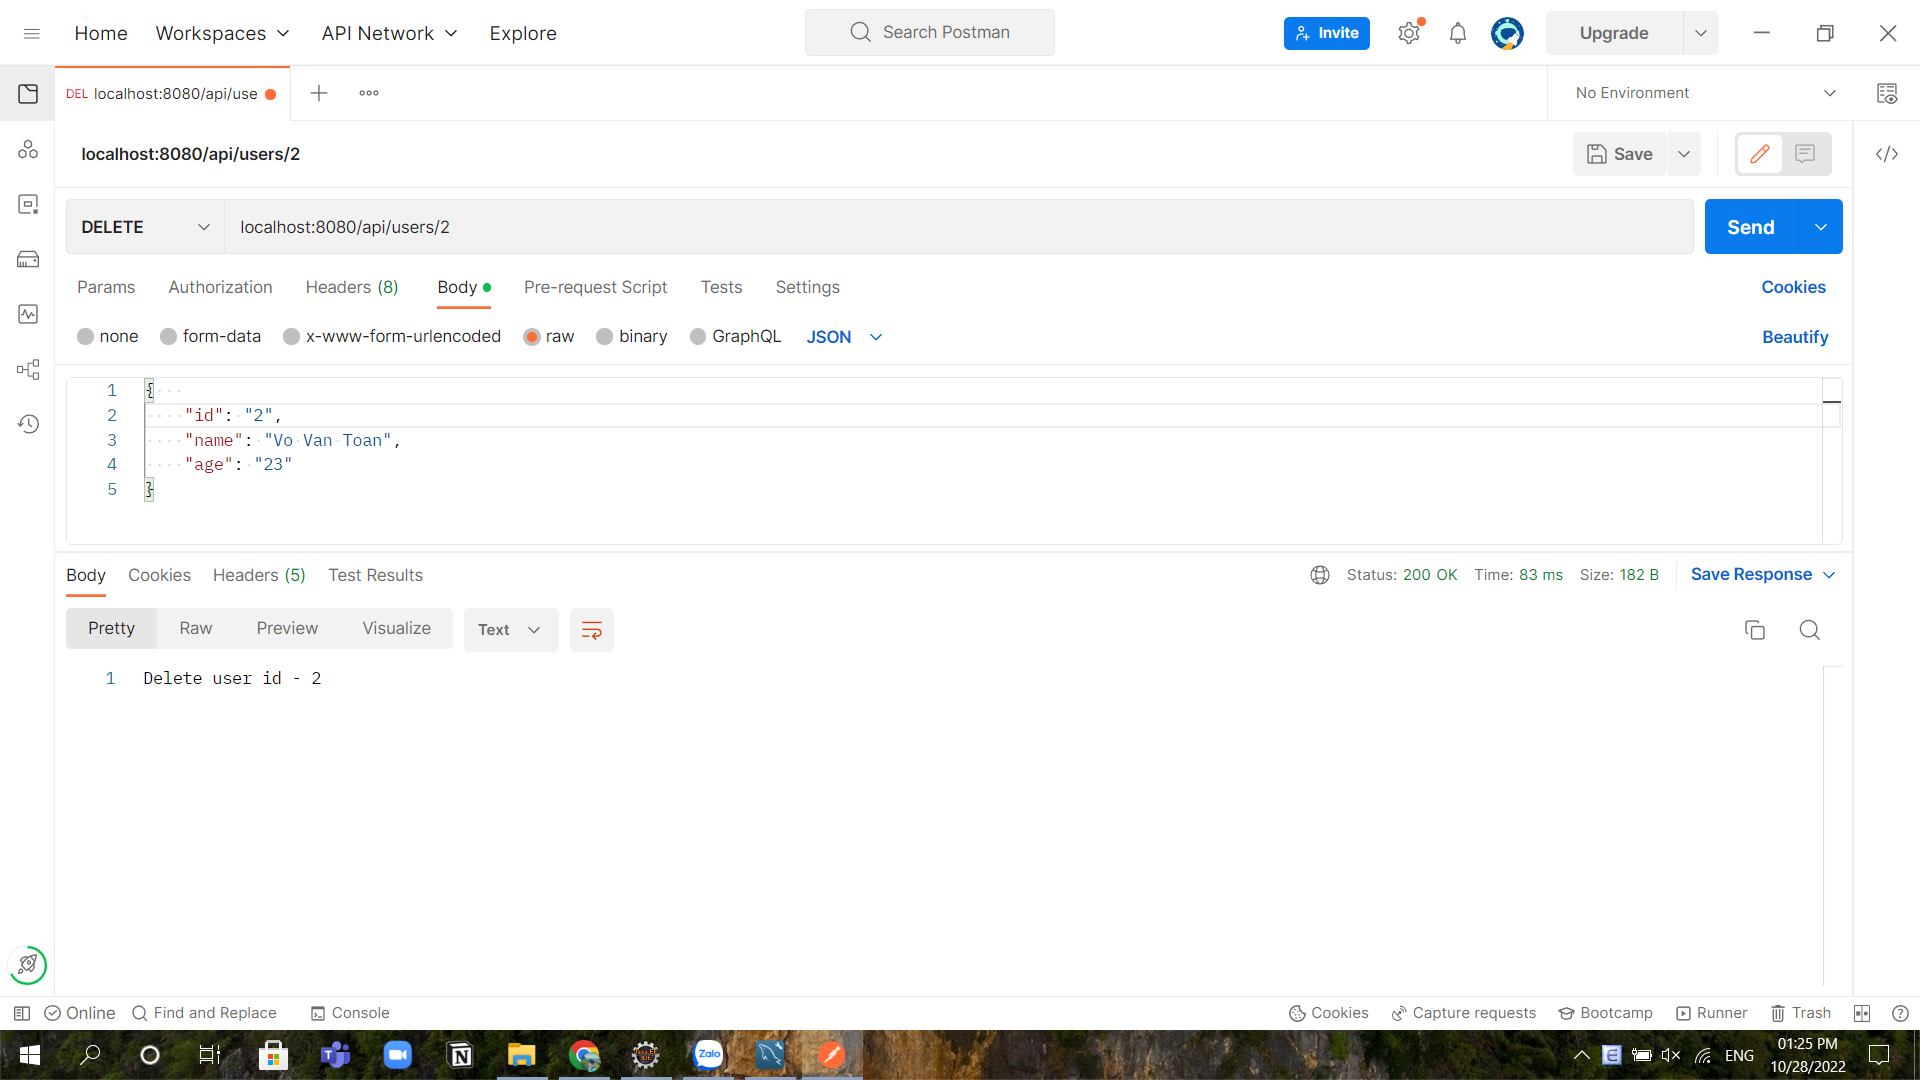 Home Workspaces API Network Explore Search Postman Invite Upgrade
DEL localhost:8080/api/use No Environment
localhost:8080/api/users/2 Save
DELETE localhost:8080/api/users/2 Send
Params Authorization Headers (8) Body Pre-request Script Tests Settings Cookies
none form-data x-www-form-urlencoded raw binary GraphQL JSON Beautify
1 {
2 "id": "2",
3 "name": "Vo Van Toan",
4 "age": "23"
5 }
Body Cookies Headers (5) Test Results Status: 200 OK Time: 83 ms Size: 182 B Save Response
Pretty Raw Preview Visualize Text
1 Delete user id - 2
Online Find and Replace Console Cookies Capture requests Bootcamp Runner Trash
Zalo ENG 01:25 PM
10/28/2022